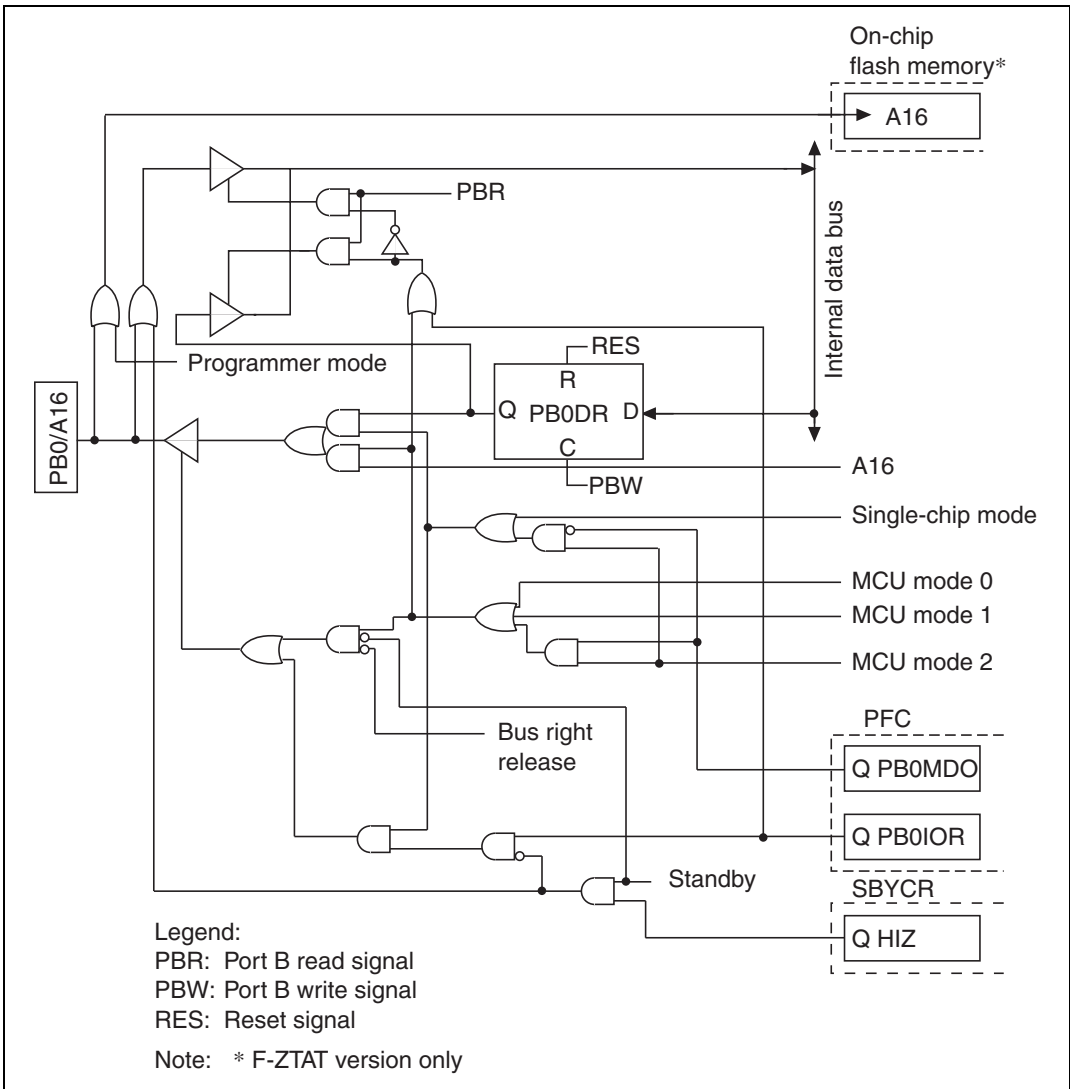 On-chip
flash memory*
A16
PBR
Internal data bus
Programmer mode
RES
R
Q PB0DR D
C
PBW
PB0/A16
A16
Single-chip mode
MCU mode 0
MCU mode 1
MCU mode 2
Bus right
release
PFC
Q PB0MDO
Q PB0IOR
Standby
SBYCR
Q HIZ
Legend:
PBR: Port B read signal
PBW: Port B write signal
RES: Reset signal
Note: * F-ZTAT version only